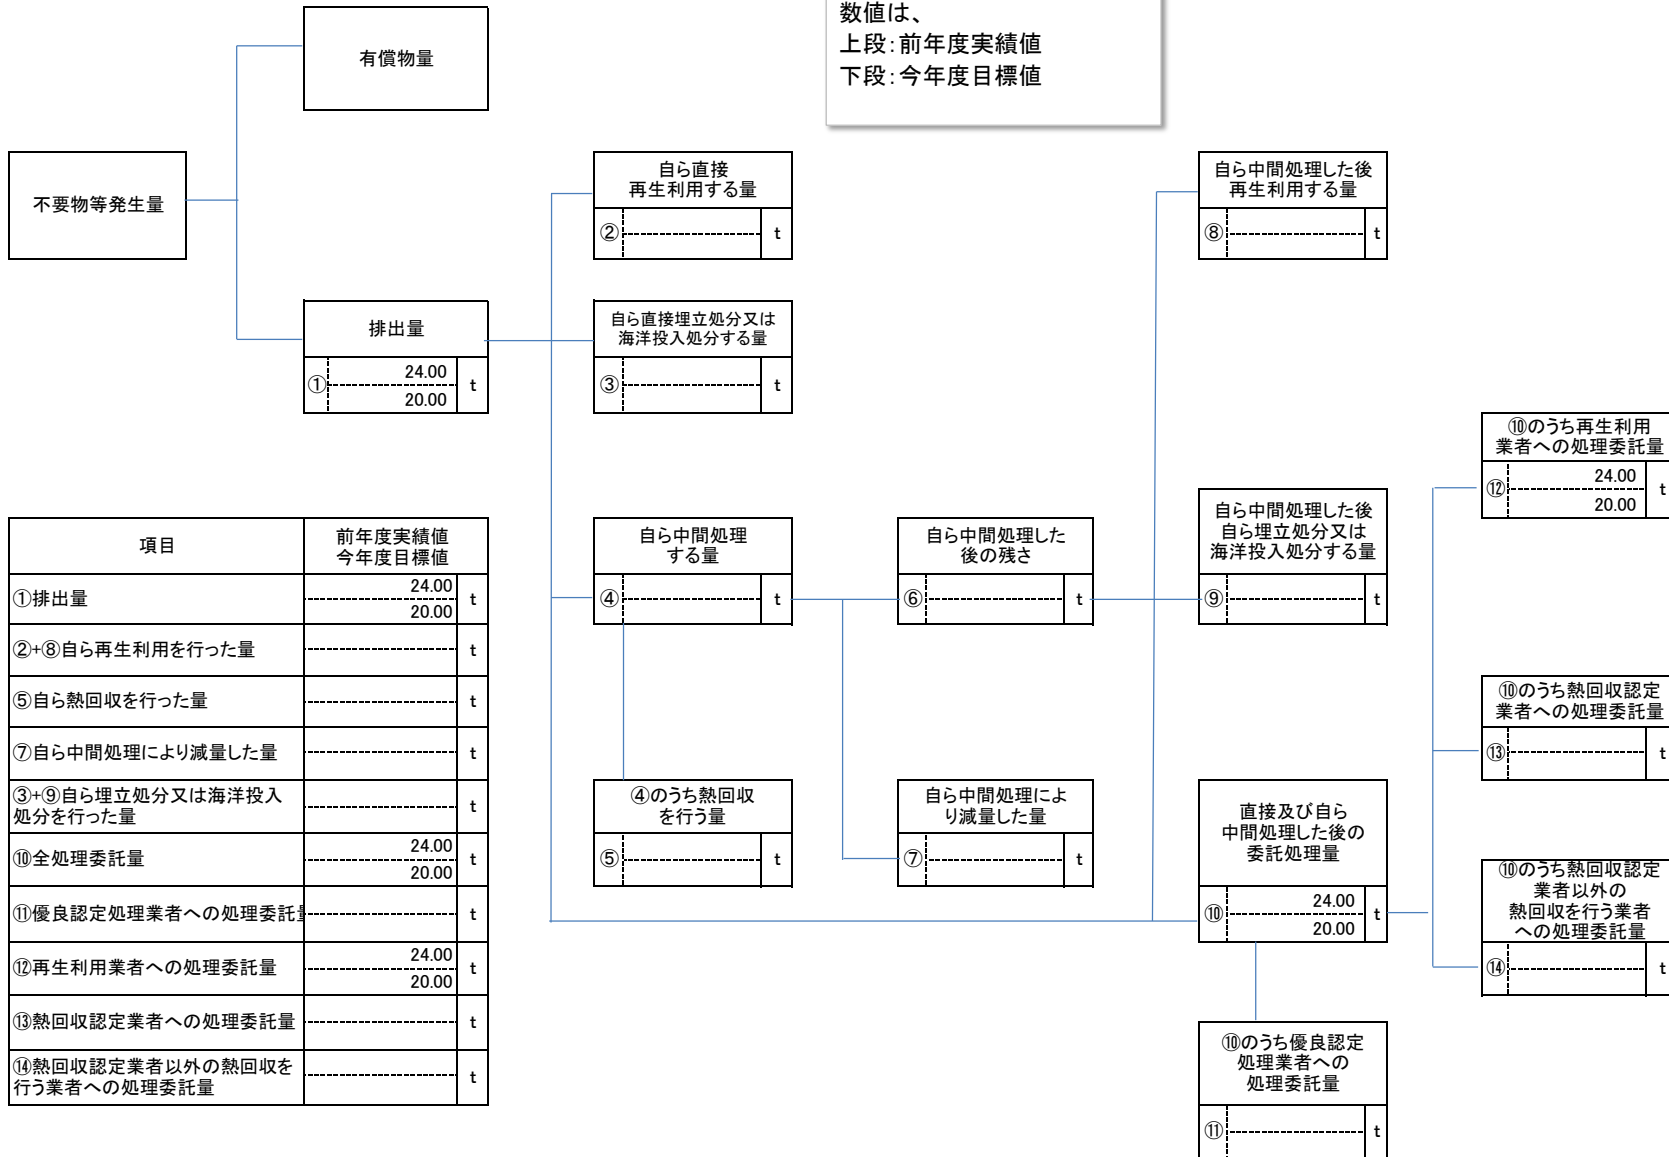 数値は、
上段:前年度実績値
下段:今年度目標値
有償物量
不要物等発生量
排出量
① 24.00 t
20.00
自ら直接
再生利用する量
② t
自ら直接埋立処分又は
海洋投入処分する量
③ t
自ら中間処理した後
再生利用する量
⑧ t
⑩のうち再生利用
業者への処理委託量
⑫ 24.00 t
20.00
自ら中間処理
する量
④ t
自ら中間処理した
後の残さ
⑥ t
自ら中間処理した後
自ら埋立処分又は
海洋投入処分する量
⑨ t
⑩のうち熱回収認定
業者への処理委託量
⑬ t
④のうち熱回収
を行う量
⑤ t
自ら中間処理によ
り減量した量
⑦ t
直接及び自ら
中間処理した後の
委託処理量
⑩ 24.00 t
20.00
⑩のうち熱回収認定
業者以外の
熱回収を行う業者
への処理委託量
⑭ t
⑩のうち優良認定
処理業者への
処理委託量
⑪ t
項目 前年度実績値
今年度目標値
①排出量 24.00 t
20.00
②+⑧自ら再生利用を行った量 t
⑤自ら熱回収を行った量 t
⑦自ら中間処理により減量した量 t
③+⑨自ら埋立処分又は海洋投入
処分を行った量 t
⑩全処理委託量 24.00 t
20.00
⑪優良認定処理業者への処理委託 t
⑫再生利用業者への処理委託量 24.00 t
20.00
⑬熱回収認定業者への処理委託量 t
⑭熱回収認定業者以外の熱回収を
行う業者への処理委託量 t